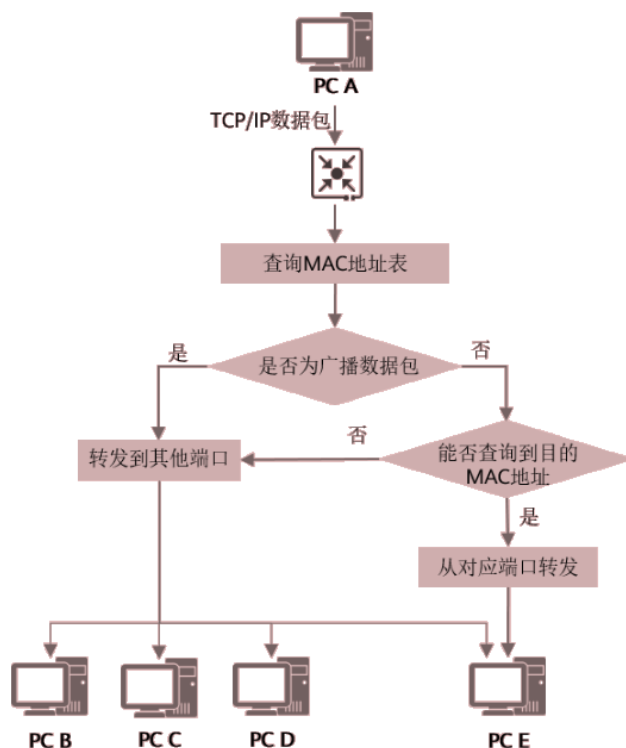 PC A
TCP/IP数据包
查询MAC地址表
是
否
是否为广播数据包
否
转发到其他端口
能否查询到目的
MAC地址
是
从对应端口转发
PC B
PC C
PC D
PC E